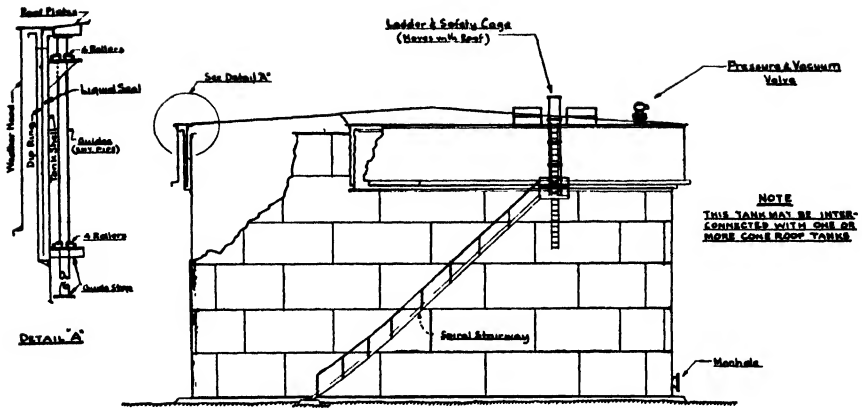 Roof Plates
4 Rollers
Liquid Seal
Weather Hood
Dip Ring
Tank Shell
Guides
4 Rollers
Guide Stop
DETAIL "A"
See Detail "A"
Ladder & Safety Cage
(Moves with Roof)
Pressure & Vacuum
Valve
NOTE
THIS TANK MAY BE INTER-
CONNECTED WITH ONE OR
MORE CONE ROOF TANKS
Spiral Stairway
Manhole